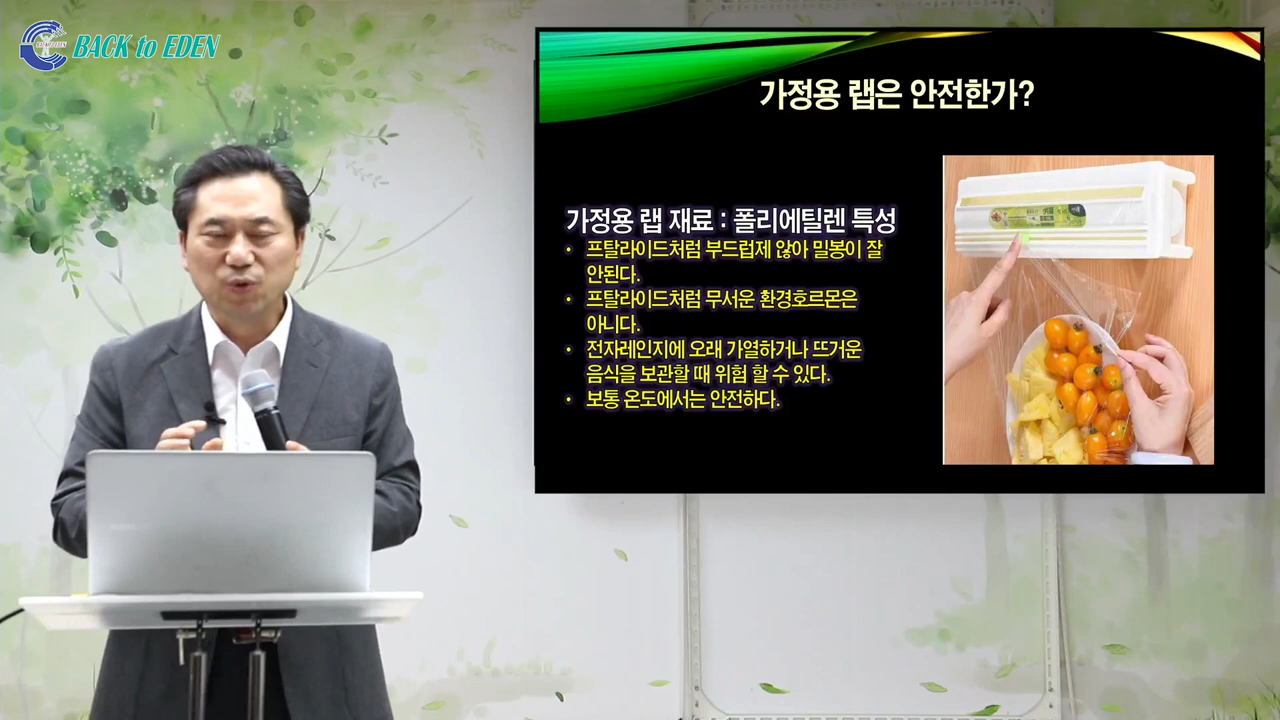 BACK to EDEN
가정용 랩은 안전한가?
가정용 랩 재료 : 폴리에틸렌 특성
• 프탈라이드처럼 부드럽제 않아 밀봉이 잘
안된다.
• 프탈라이드처럼 무서운 환경호르몬은
아니다.
• 전자레인지에 오래 가열하거나 뜨거운
음식을 보관할 때 위험 할 수 있다.
• 보통 온도에서는 안전하다.